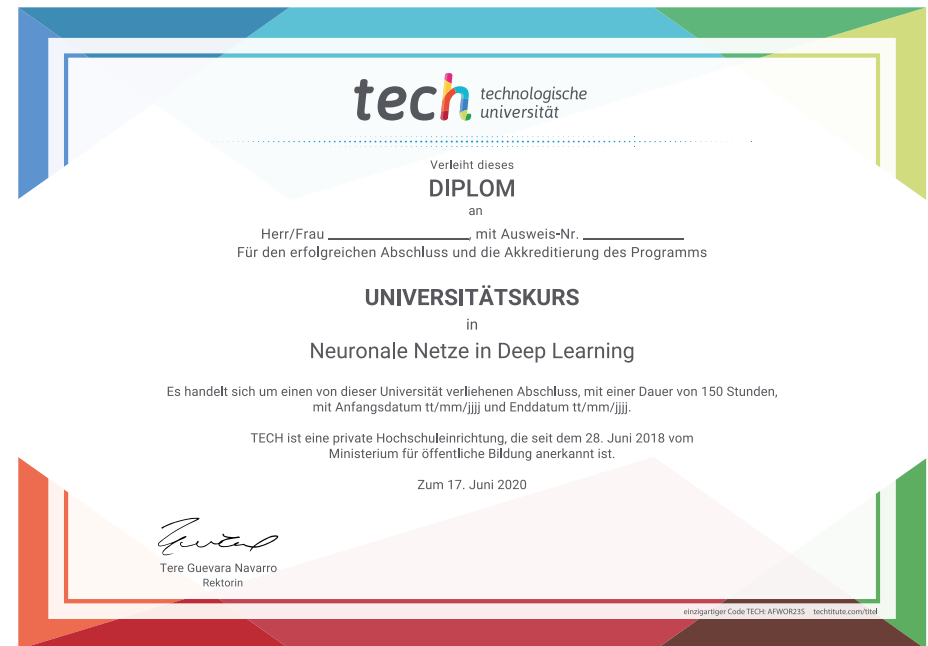 tech technologische
universität
Verleiht dieses
DIPLOM
an
Herr/Frau ____________________, mit Ausweis-Nr. ______________
Für den erfolgreichen Abschluss und die Akkreditierung des Programms
UNIVERSITÄTSKURS
in
Neuronale Netze in Deep Learning
Es handelt sich um einen von dieser Universität verliehenen Abschluss, mit einer Dauer von 150 Stunden,
mit Anfangsdatum tt/mm/jjjj und Enddatum tt/mm/jjjj.
TECH ist eine private Hochschuleinrichtung, die seit dem 28. Juni 2018 vom
Ministerium für öffentliche Bildung anerkannt ist.
Zum 17. Juni 2020
Tere Guevara Navarro
Rektorin
einzigartiger Code TECH: AFWOR23S techtitute.com/titel